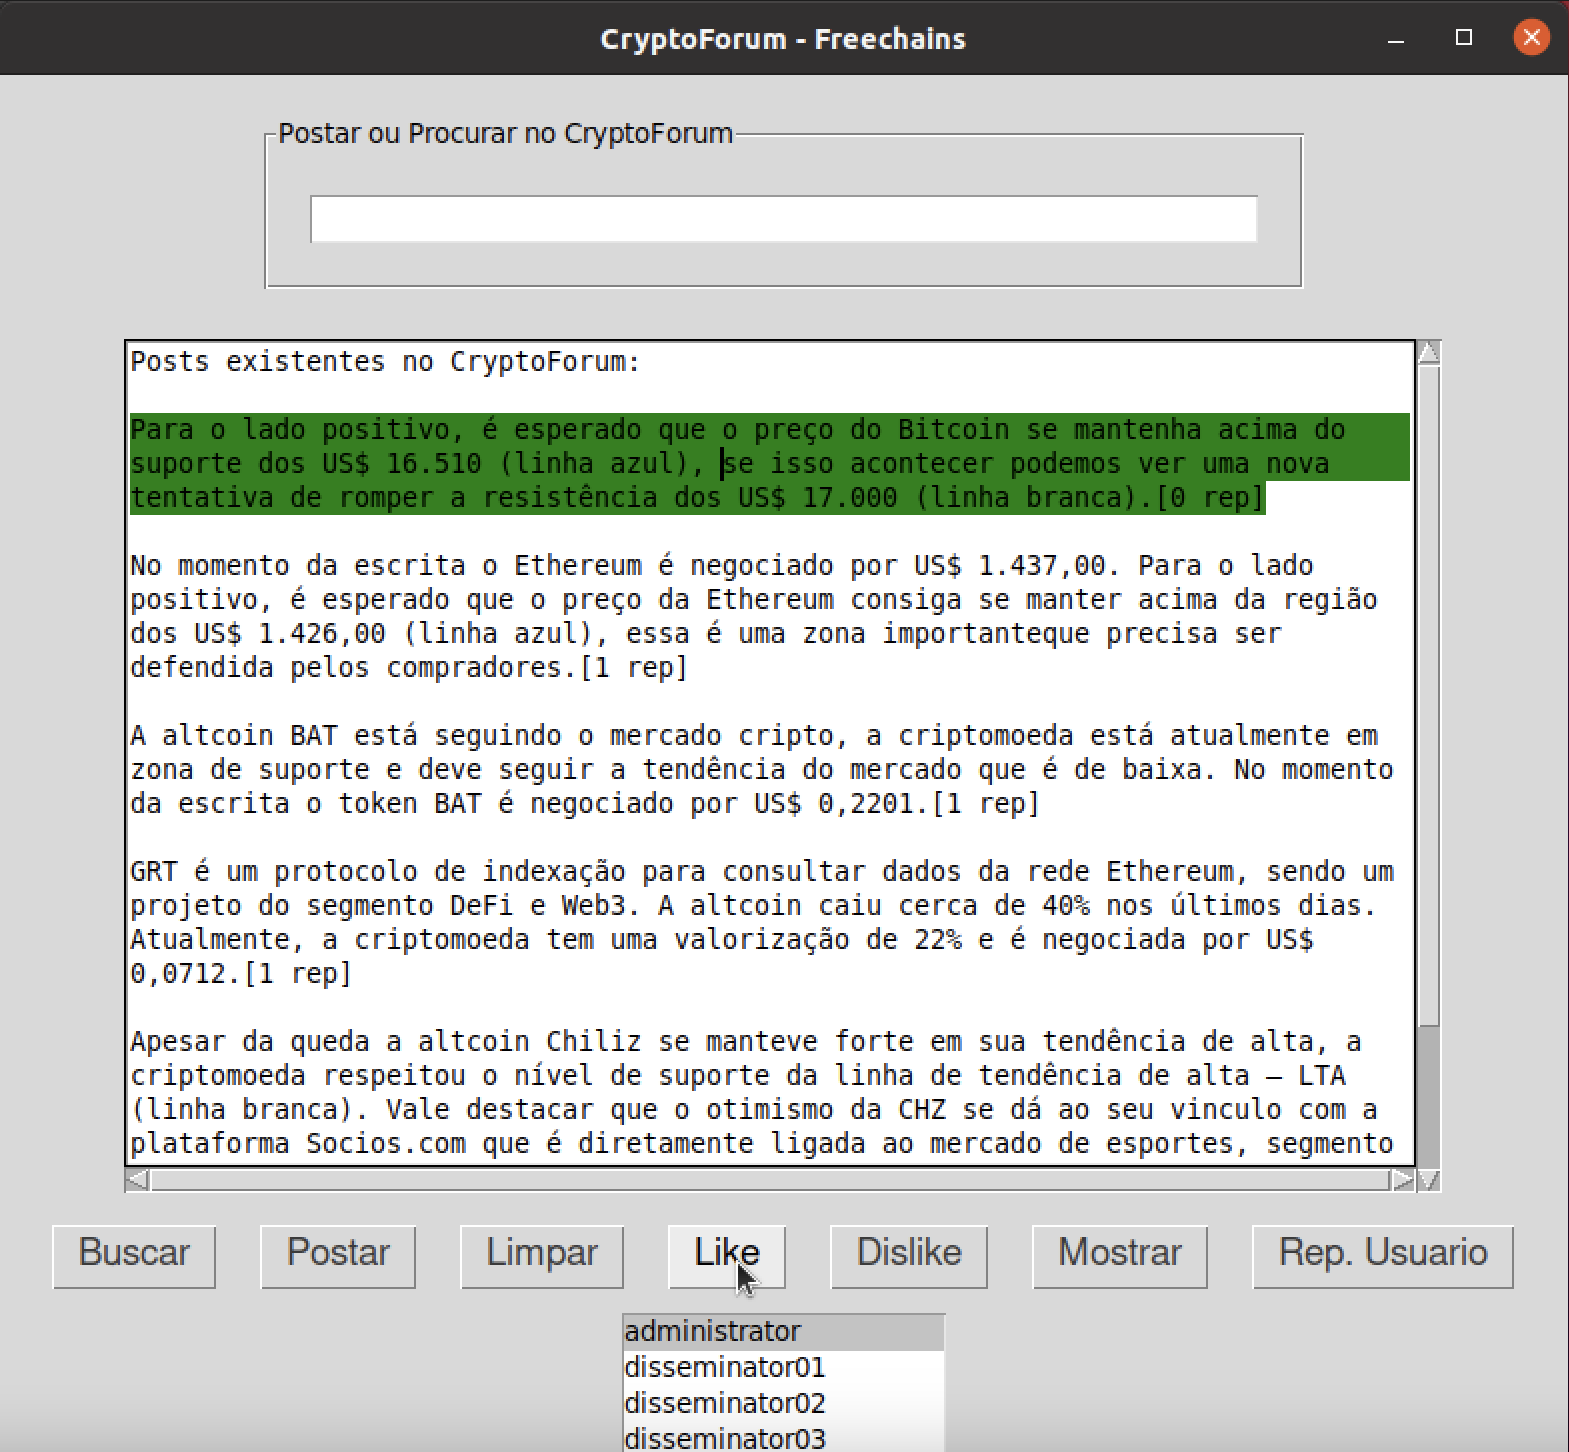 CryptoForum - Freechains
Postar ou Procurar no CryptoForum
Posts existentes no CryptoForum:
Para o lado positivo, é esperado que o preço do Bitcoin se mantenha acima do
suporte dos US$ 16.510 (linha azul), se isso acontecer podemos ver uma nova
tentativa de romper a resistência dos US$ 17.000 (linha branca).[0 rep]
No momento da escrita o Ethereum é negociado por US$ 1.437,00. Para o lado
positivo, é esperado que o preço da Ethereum consiga se manter acima da região
dos US$ 1.426,00 (linha azul), essa é uma zona importanteque precisa ser
defendida pelos compradores.[1 rep]
A altcoin BAT está seguindo o mercado cripto, a criptomoeda está atualmente em
zona de suporte e deve seguir a tendência do mercado que é de baixa. No momento
da escrita o token BAT é negociado por US$ 0,2201.[1 rep]
GRT é um protocolo de indexação para consultar dados da rede Ethereum, sendo um
projeto do segmento DeFi e Web3. A altcoin caiu cerca de 40% nos últimos dias.
Atualmente, a criptomoeda tem uma valorização de 22% e é negociada por US$
0,0712.[1 rep]
Apesar da queda a altcoin Chiliz se manteve forte em sua tendência de alta, a
criptomoeda respeitou o nível de suporte da linha de tendência de alta – LTA
(linha branca). Vale destacar que o otimismo da CHZ se dá ao seu vinculo com a
plataforma Socios.com que é diretamente ligada ao mercado de esportes, segmento
Buscar Postar Limpar Like Dislike Mostrar Rep. Usuario
administrator
disseminator01
disseminator02
disseminator03